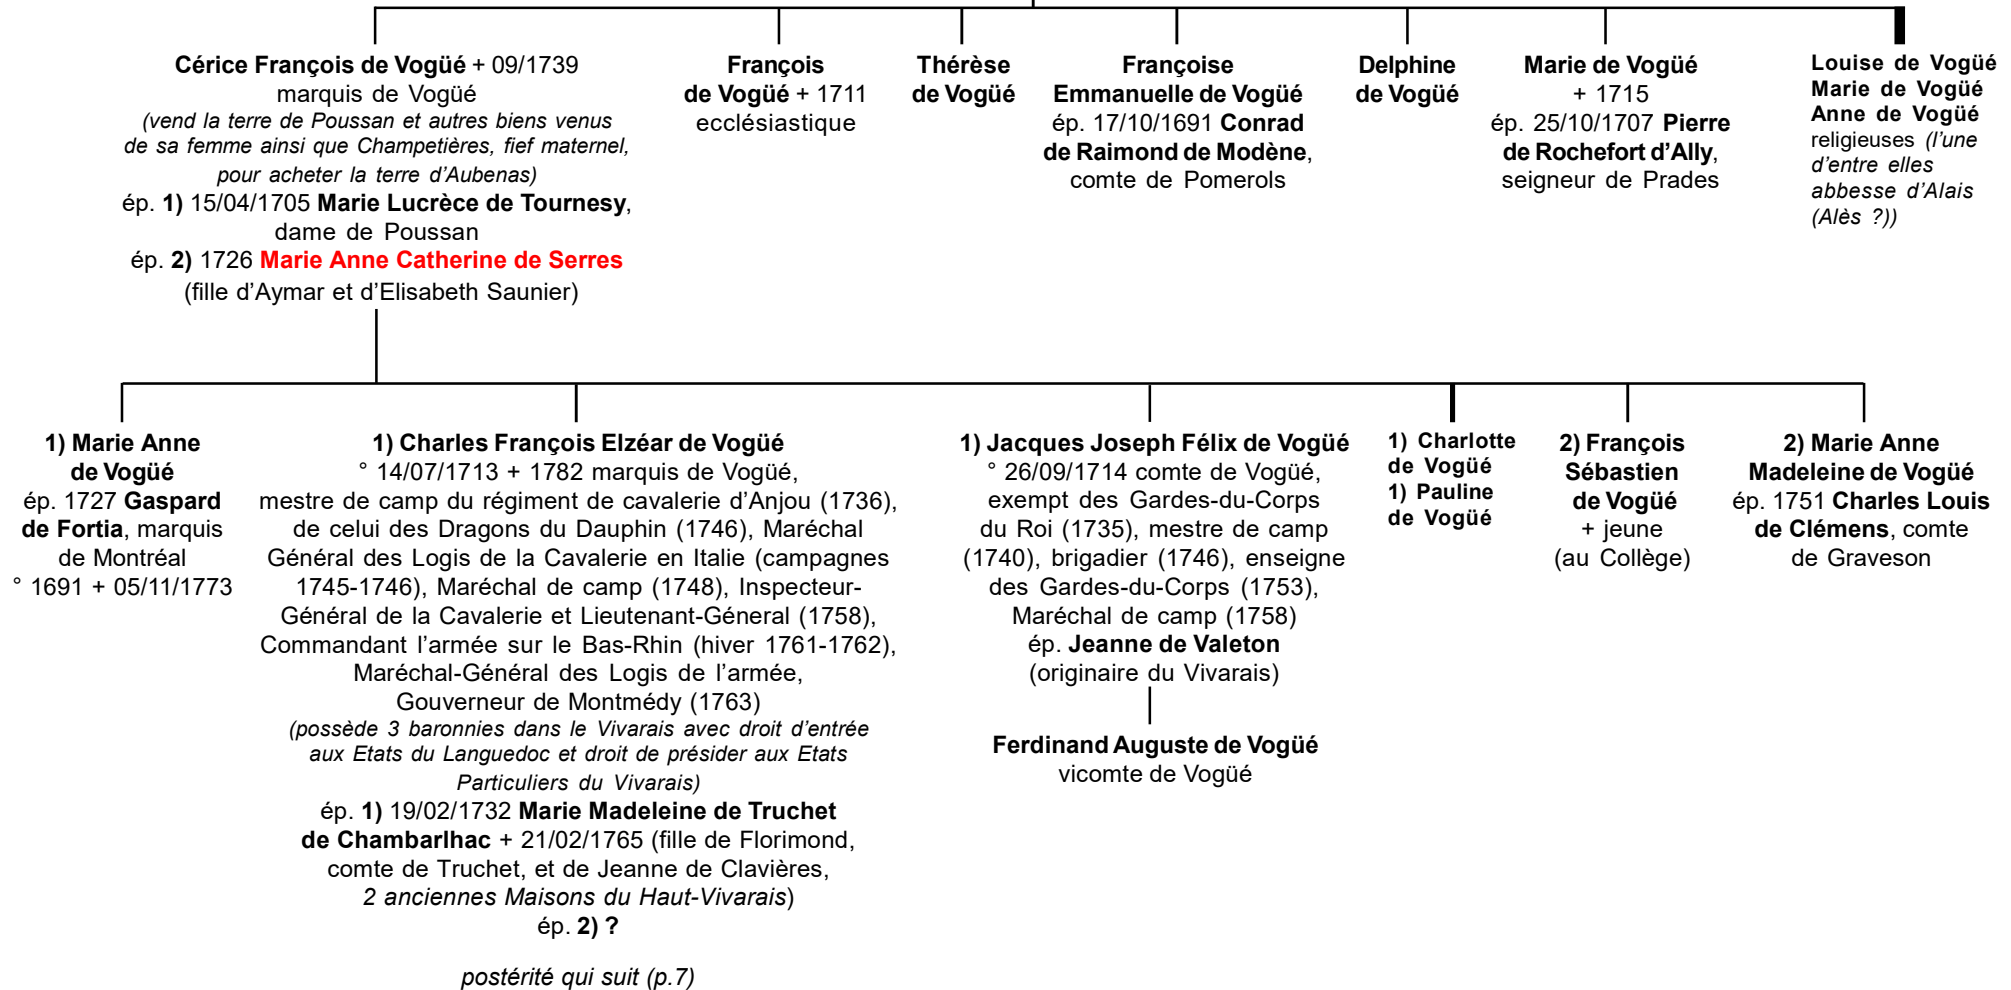 Cérice François de Vogüé + 09/1739
marquis de Vogüé
(vend la terre de Poussan et autres biens venus
de sa femme ainsi que Champetières, fief maternel,
pour acheter la terre d'Aubenas)
ép. 1) 15/04/1705 Marie Lucrèce de Tournesy,
dame de Poussan
ép. 2) 1726 Marie Anne Catherine de Serres
(fille d'Aymar et d'Elisabeth Saunier)
François
de Vogüé + 1711
ecclésiastique
Thérèse
de Vogüé
Françoise
Emmanuelle de Vogüé
ép. 17/10/1691 Conrad
de Raimond de Modène,
comte de Pomerols
Delphine
de Vogüé
Marie de Vogüé
+ 1715
ép. 25/10/1707 Pierre
de Rochefort d'Ally,
seigneur de Prades
Louise de Vogüé
Marie de Vogüé
Anne de Vogüé
religieuses (l'une
d'entre elles
abbesse d'Alais
(Alès ?))
1) Marie Anne
de Vogüé
ép. 1727 Gaspard
de Fortia, marquis
de Montréal
° 1691 + 05/11/1773
1) Charles François Elzéar de Vogüé
° 14/07/1713 + 1782 marquis de Vogüé,
mestre de camp du régiment de cavalerie d'Anjou (1736),
de celui des Dragons du Dauphin (1746), Maréchal
Général des Logis de la Cavalerie en Italie (campagnes
1745-1746), Maréchal de camp (1748), Inspecteur-
Général de la Cavalerie et Lieutenant-Géneral (1758),
Commandant l'armée sur le Bas-Rhin (hiver 1761-1762),
Maréchal-Général des Logis de l'armée,
Gouverneur de Montmédy (1763)
(possède 3 baronnies dans le Vivarais avec droit d'entrée
aux Etats du Languedoc et droit de présider aux Etats
Particuliers du Vivarais)
ép. 1) 19/02/1732 Marie Madeleine de Truchet
de Chambarlhac + 21/02/1765 (fille de Florimond,
comte de Truchet, et de Jeanne de Clavières,
2 anciennes Maisons du Haut-Vivarais)
ép. 2) ?
postérité qui suit (p.7)
1) Jacques Joseph Félix de Vogüé
° 26/09/1714 comte de Vogüé,
exempt des Gardes-du-Corps
du Roi (1735), mestre de camp
(1740), brigadier (1746), enseigne
des Gardes-du-Corps (1753),
Maréchal de camp (1758)
ép. Jeanne de Valeton
(originaire du Vivarais)
Ferdinand Auguste de Vogüé
vicomte de Vogüé
1) Charlotte
de Vogüé
1) Pauline
de Vogüé
2) François
Sébastien
de Vogüé
+ jeune
(au Collège)
2) Marie Anne
Madeleine de Vogüé
ép. 1751 Charles Louis
de Clémens, comte
de Graveson